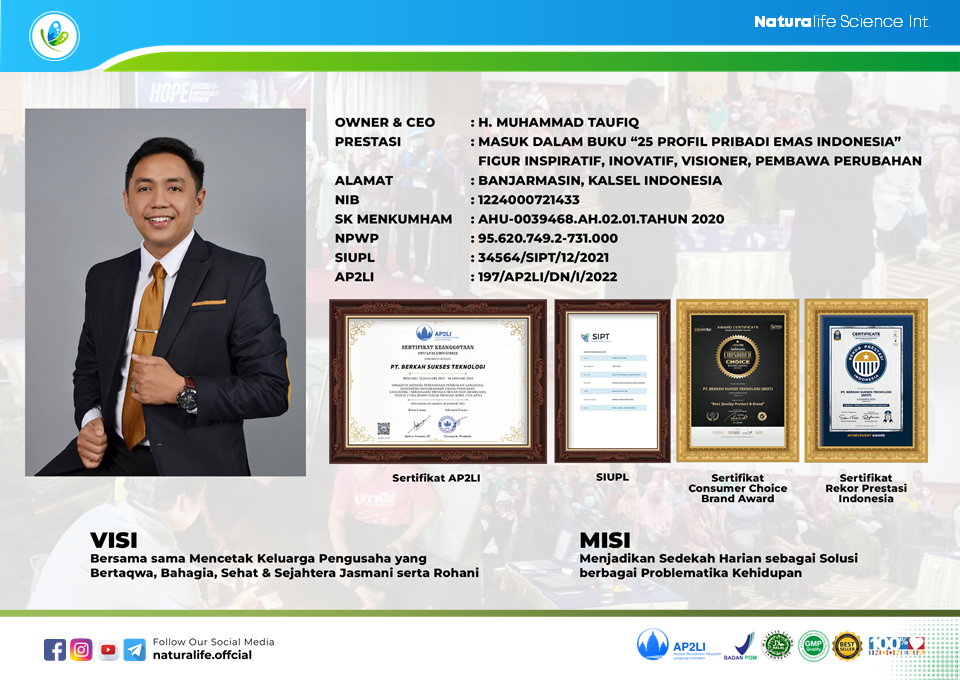 Naturalife Science Int.
HOPE
OWNER & CEO : H. MUHAMMAD TAUFIQ
PRESTASI : MASUK DALAM BUKU “25 PROFIL PRIBADI EMAS INDONESIA”
FIGUR INSPIRATIF, INOVATIF, VISIONER, PEMBAWA PERUBAHAN
ALAMAT : BANJARMASIN, KALSEL INDONESIA
NIB : 1224000721433
SK MENKUMHAM : AHU-0039468.AH.02.01.TAHUN 2020
NPWP : 95.620.749.2-731.000
SIUPL : 34564/SIPT/12/2021
AP2LI : 197/AP2LI/DN/I/2022
AP2LI
SERTIFIKAT KEANGGOTAAN
PT. BERKAH SUKSES TEKNOLOGI
SIPT
AWARD CERTIFICATE
CONSUMER
CHOICE
PT. BERKAH SUKSES TEKNOLOGI (BEST)
"Best Quality Product & Brand"
CERTIFICATE
REKOR PRESTASI
INDONESIA
PT. BERKAH SUKSES TEKNOLOGI
(BEST)
ACHIEVEMENT AWARD
Sertifikat AP2LI
SIUPL
Sertifikat
Consumer Choice
Brand Award
Sertifikat
Rekor Prestasi
Indonesia
VISI
Bersama sama Mencetak Keluarga Pengusaha yang
Bertaqwa, Bahagia, Sehat & Sejahtera Jasmani serta Rohani
MISI
Menjadikan Sedekah Harian sebagai Solusi
berbagai Problematika Kehidupan
Follow Our Social Media
naturalife.offcial
AP2LI
BADAN POM
HALAL
GMP
Quality
BEST
SELLER
100%
INDONESIA